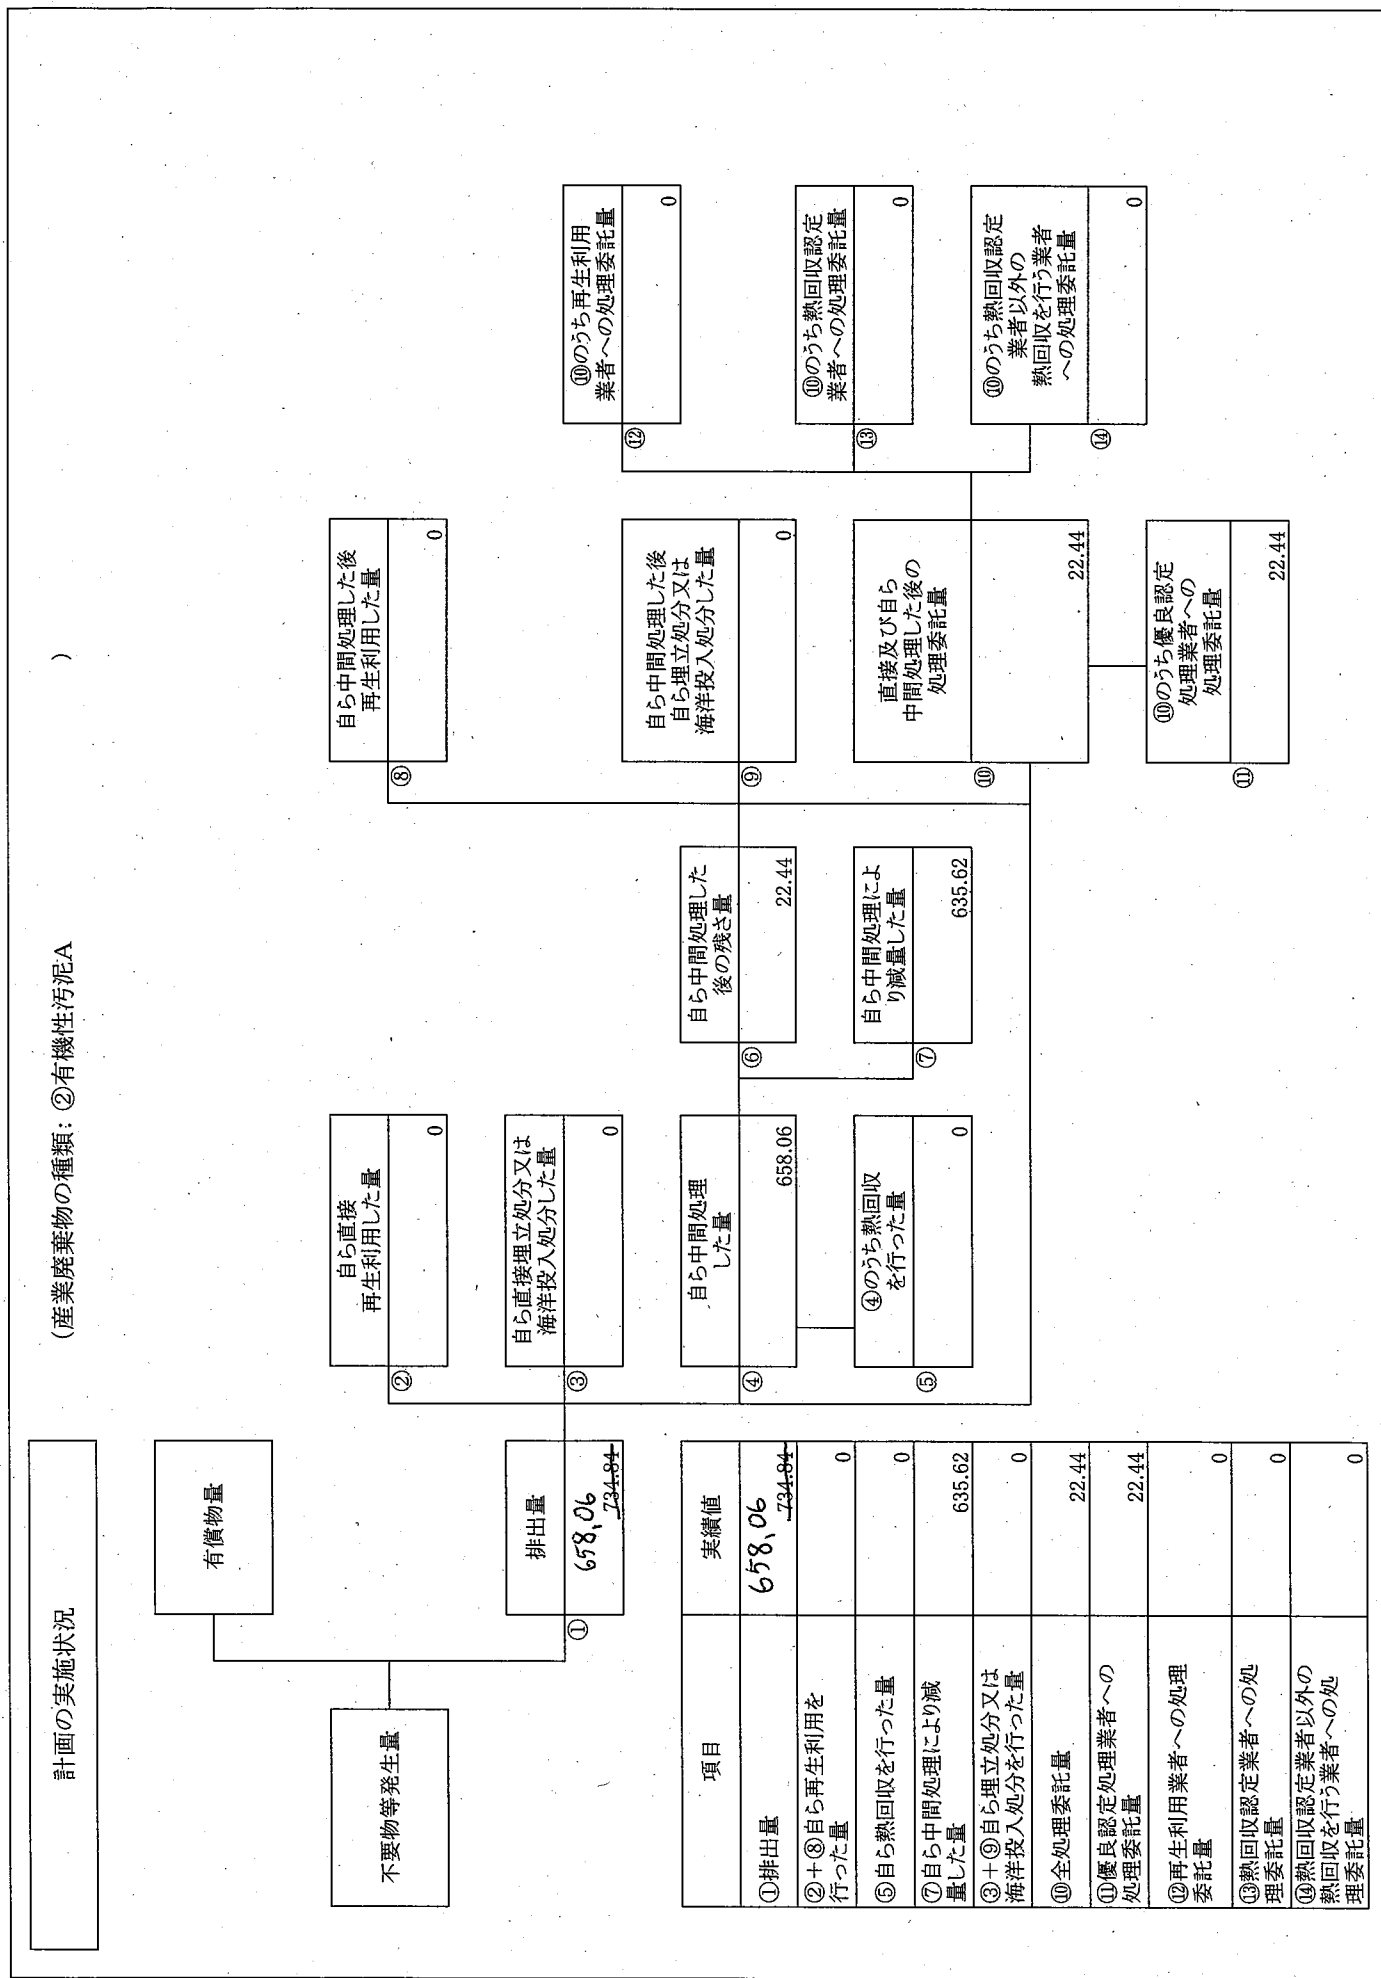 計画の実施状況
(産業廃棄物の種類:②有機性汚泥A
)
不要物等発生量
有償物量
①
排出量
658,06
734.84
②
自ら直接
再生利用した量
0
③
自ら直接埋立処分又は
海洋投入処分した量
0
④
自ら中間処理
した量
658.06
⑤
④のうち熱回収
を行った量
0
⑥
自ら中間処理した
後の残さ量
22.44
⑦
自ら中間処理によ
り減量した量
635.62
⑧
自ら中間処理した後
再生利用した量
0
⑨
自ら中間処理した後
自ら埋立処分又は
海洋投入処分した量
0
⑩
直接及び自ら
中間処理した後の
処理委託量
22.44
⑪
⑩のうち優良認定
処理業者への
処理委託量
22.44
⑫
⑩のうち再生利用
業者への処理委託量
0
⑬
⑩のうち熱回収認定
業者への処理委託量
0
⑭
⑩のうち熱回収認定
業者以外の
熱回収を行う業者
への処理委託量
0
項目
実績値
①排出量
658,06
734.84
②+⑧自ら再生利用を
行った量
0
⑤自ら熱回収を行った量
0
⑦自ら中間処理により減
量した量
635.62
③+⑨自ら埋立処分又は
海洋投入処分を行った量
0
⑩全処理委託量
22.44
⑪優良認定処理業者への
処理委託量
22.44
⑫再生利用業者への処理
委託量
0
⑬熱回収認定業者への処
理委託量
0
⑭熱回収認定業者以外の
熱回収を行う業者への処
理委託量
0